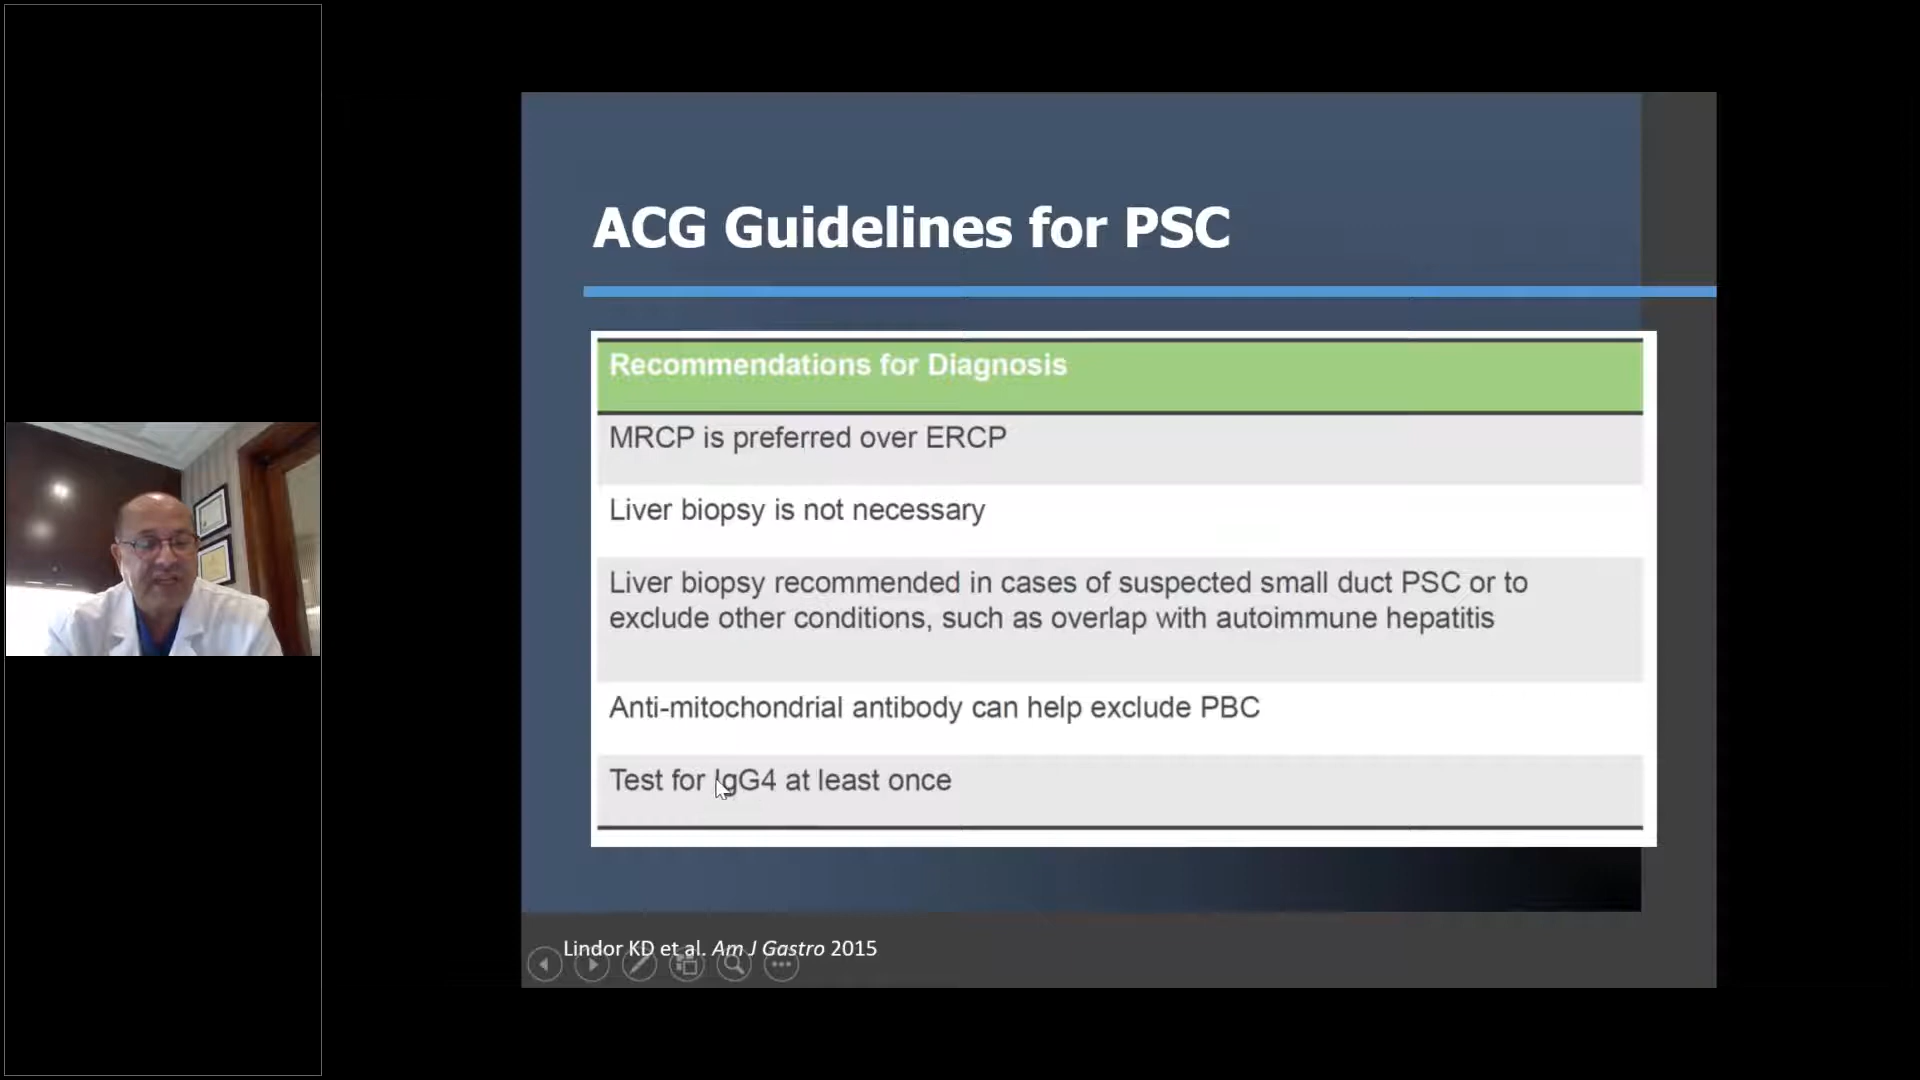 ACG Guidelines for PSC
Recommendations for Diagnosis
MRCP is preferred over ERCP
Liver biopsy is not necessary
Liver biopsy recommended in cases of suspected small duct PSC or to
exclude other conditions, such as overlap with autoimmune hepatitis
Anti-mitochondrial antibody can help exclude PBC
Test for IgG4 at least once
Lindor KD et al. Am J Gastro 2015